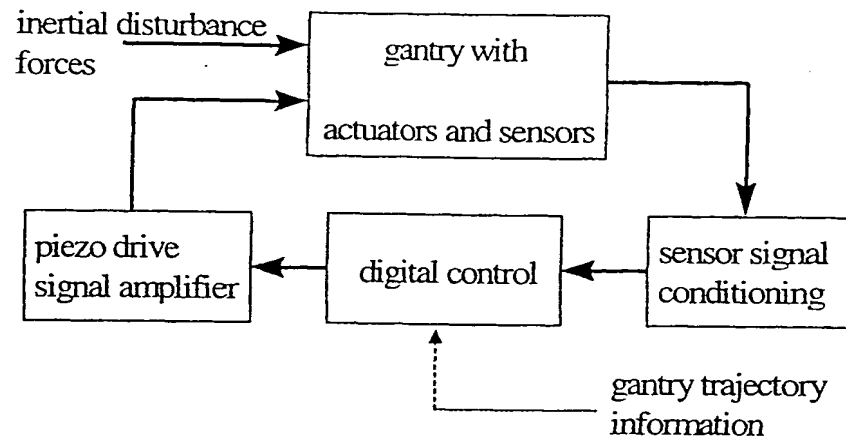 inertial disturbance
forces
gantry with
actuators and sensors
piezo drive
signal amplifier
digital control
sensor signal
conditioning
gantry trajectory
information